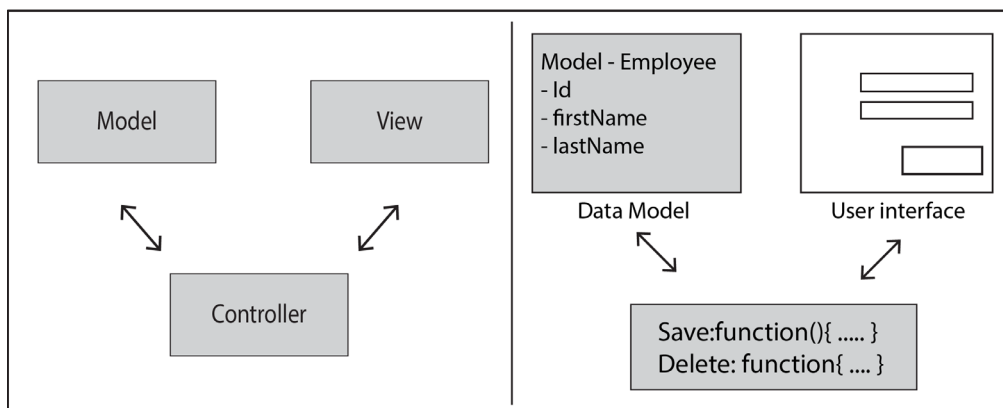 Model
View
Controller
Model - Employee
- Id
- firstName
- lastName
Data Model
User interface
Save:function(){ ..... }
Delete: function{ .... }